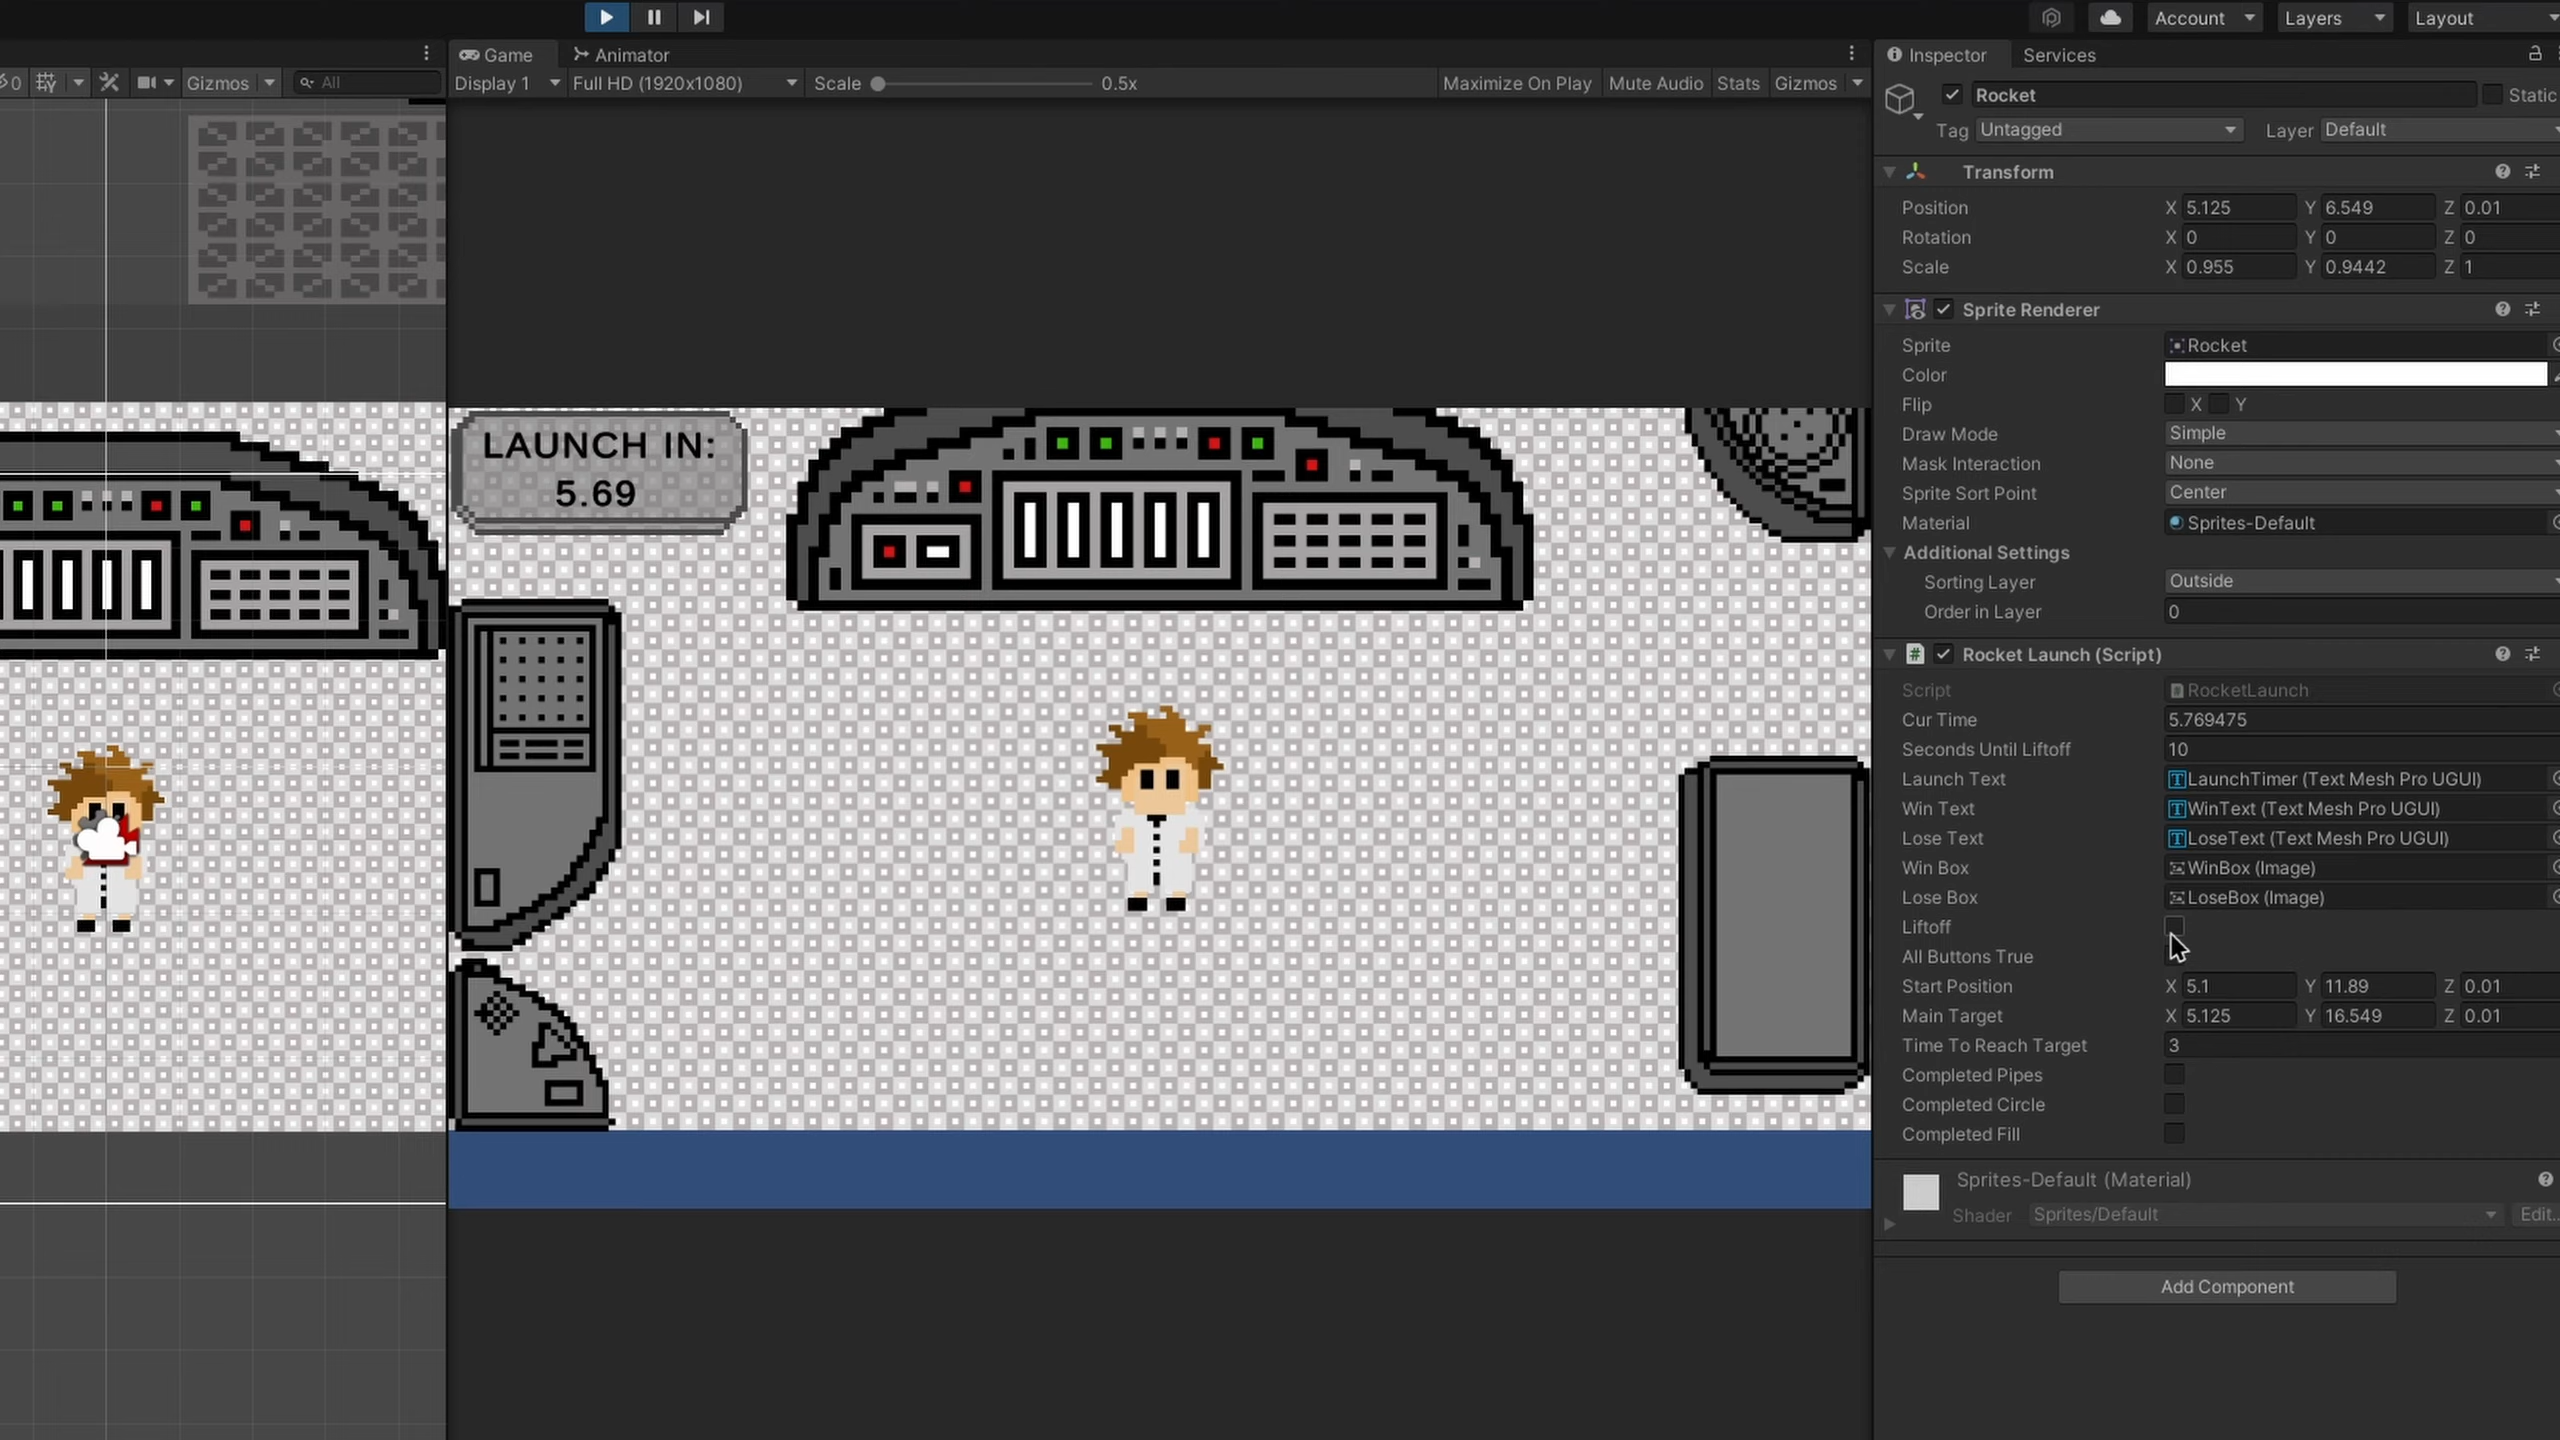 Account
Layers
Layout
Game
Animator
Inspector
Services
Gizmos
All
Display 1
Full HD (1920x1080)
Scale
0.5x
Maximize On Play
Mute Audio
Stats
Gizmos
Rocket
Static
Tag
Untagged
Layer
Default
Transform
Position X 5.125 Y 6.549 Z 0.01
Rotation X 0 Y 0 Z 0
Scale X 0.955 Y 0.9442 Z 1
Sprite Renderer
Sprite Rocket
Color
Flip X Y
Draw Mode Simple
Mask Interaction None
Sprite Sort Point Center
Material Sprites-Default
Additional Settings
Sorting Layer Outside
Order in Layer 0
LAUNCH IN:
5.69
Rocket Launch (Script)
Script RocketLaunch
Cur Time 5.769475
Seconds Until Liftoff 10
Launch Text LaunchTimer (Text Mesh Pro UGUI)
Win Text WinText (Text Mesh Pro UGUI)
Lose Text LoseText (Text Mesh Pro UGUI)
Win Box WinBox (Image)
Lose Box LoseBox (Image)
Liftoff
All Buttons True
Start Position X 5.1 Y 11.89 Z 0.01
Main Target X 5.125 Y 16.549 Z 0.01
Time To Reach Target 3
Completed Pipes
Completed Circle
Completed Fill
Sprites-Default (Material)
Shader Sprites/Default Edit...
Add Component